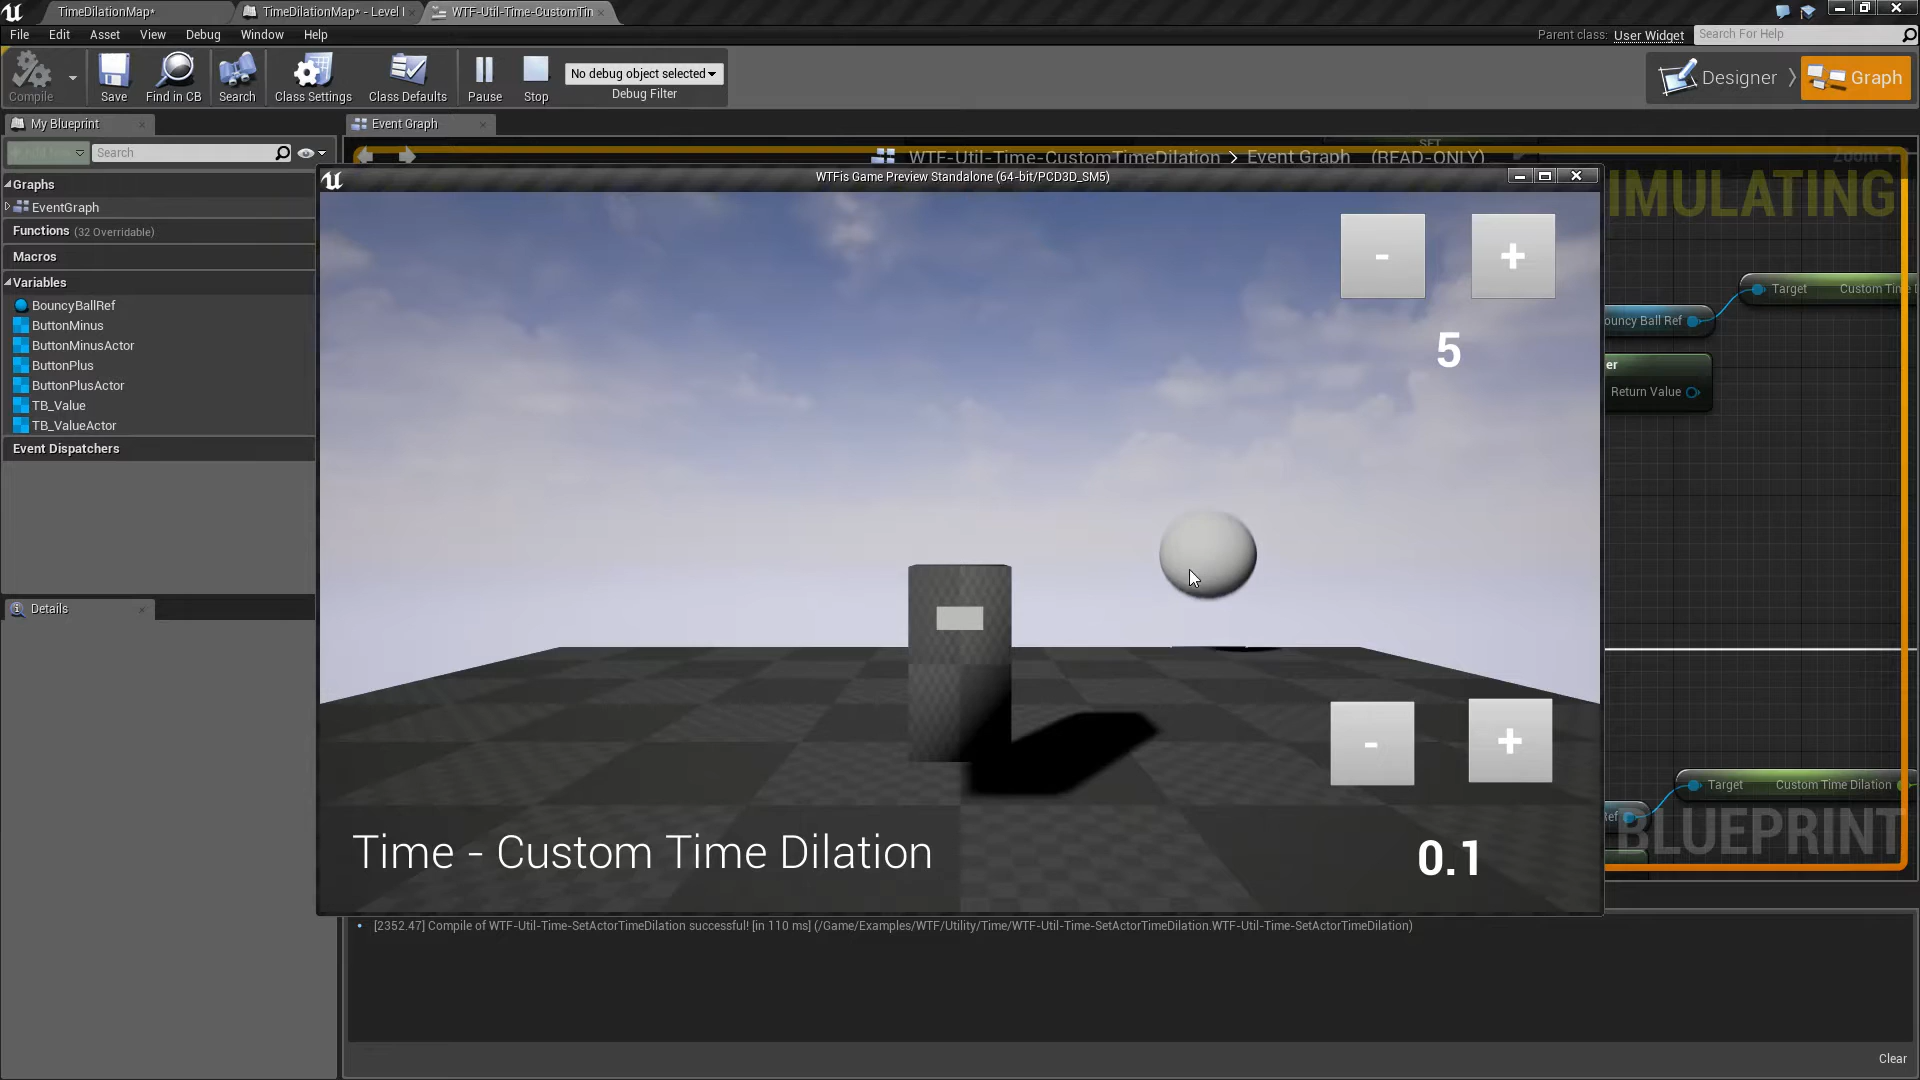 TimeDilationMap*
TimeDilationMap* - Level
WTF-Util-Time-CustomTin
File Edit Asset View Debug Window Help
Parent class: User Widget
Search For Help
Compile
Save
Find in CB
Search
Class Settings
Class Defaults
Pause
Stop
No debug object selected
Debug Filter
Designer
Graph
My Blueprint
Event Graph
Search
WTF-Util-Time-CustomTimeDilation > Event Graph (READ-ONLY)
SET
WTFis Game Preview Standalone (64-bit/PCD3D_SM5)
Graphs
EventGraph
Functions (32 Overridable)
Macros
Variables
BouncyBallRef
ButtonMinus
ButtonMinusActor
ButtonPlus
ButtonPlusActor
TB_Value
TB_ValueActor
Event Dispatchers
Details
IMULATING
- +
5
Target
Custom Time
ouncy Ball Ref
er
Return Value
- +
0.1
Time - Custom Time Dilation
Target
Custom Time Dilation
ef
BLUEPRINT
• [2352.47] Compile of WTF-Util-Time-SetActorTimeDilation successful! [in 110 ms] (/Game/Examples/WTF/Utility/Time/WTF-Util-Time-SetActorTimeDilation.WTF-Util-Time-SetActorTimeDilation)
Clear